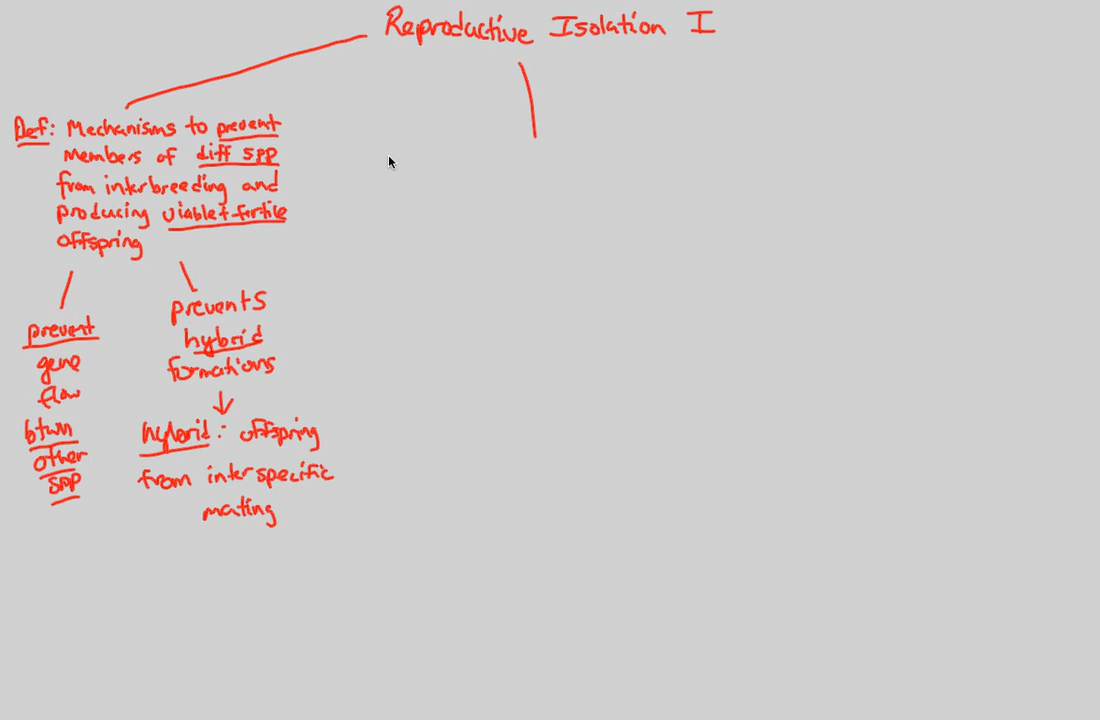 Reproductive Isolation I
Def: Mechanisms to prevent
members of diff spp
from interbreeding and
producing viable + fertile
offspring
prevent
gene
flow
btwn
other
spp
prevents
hybrid
formations
hybrid: offspring
from interspecific
mating